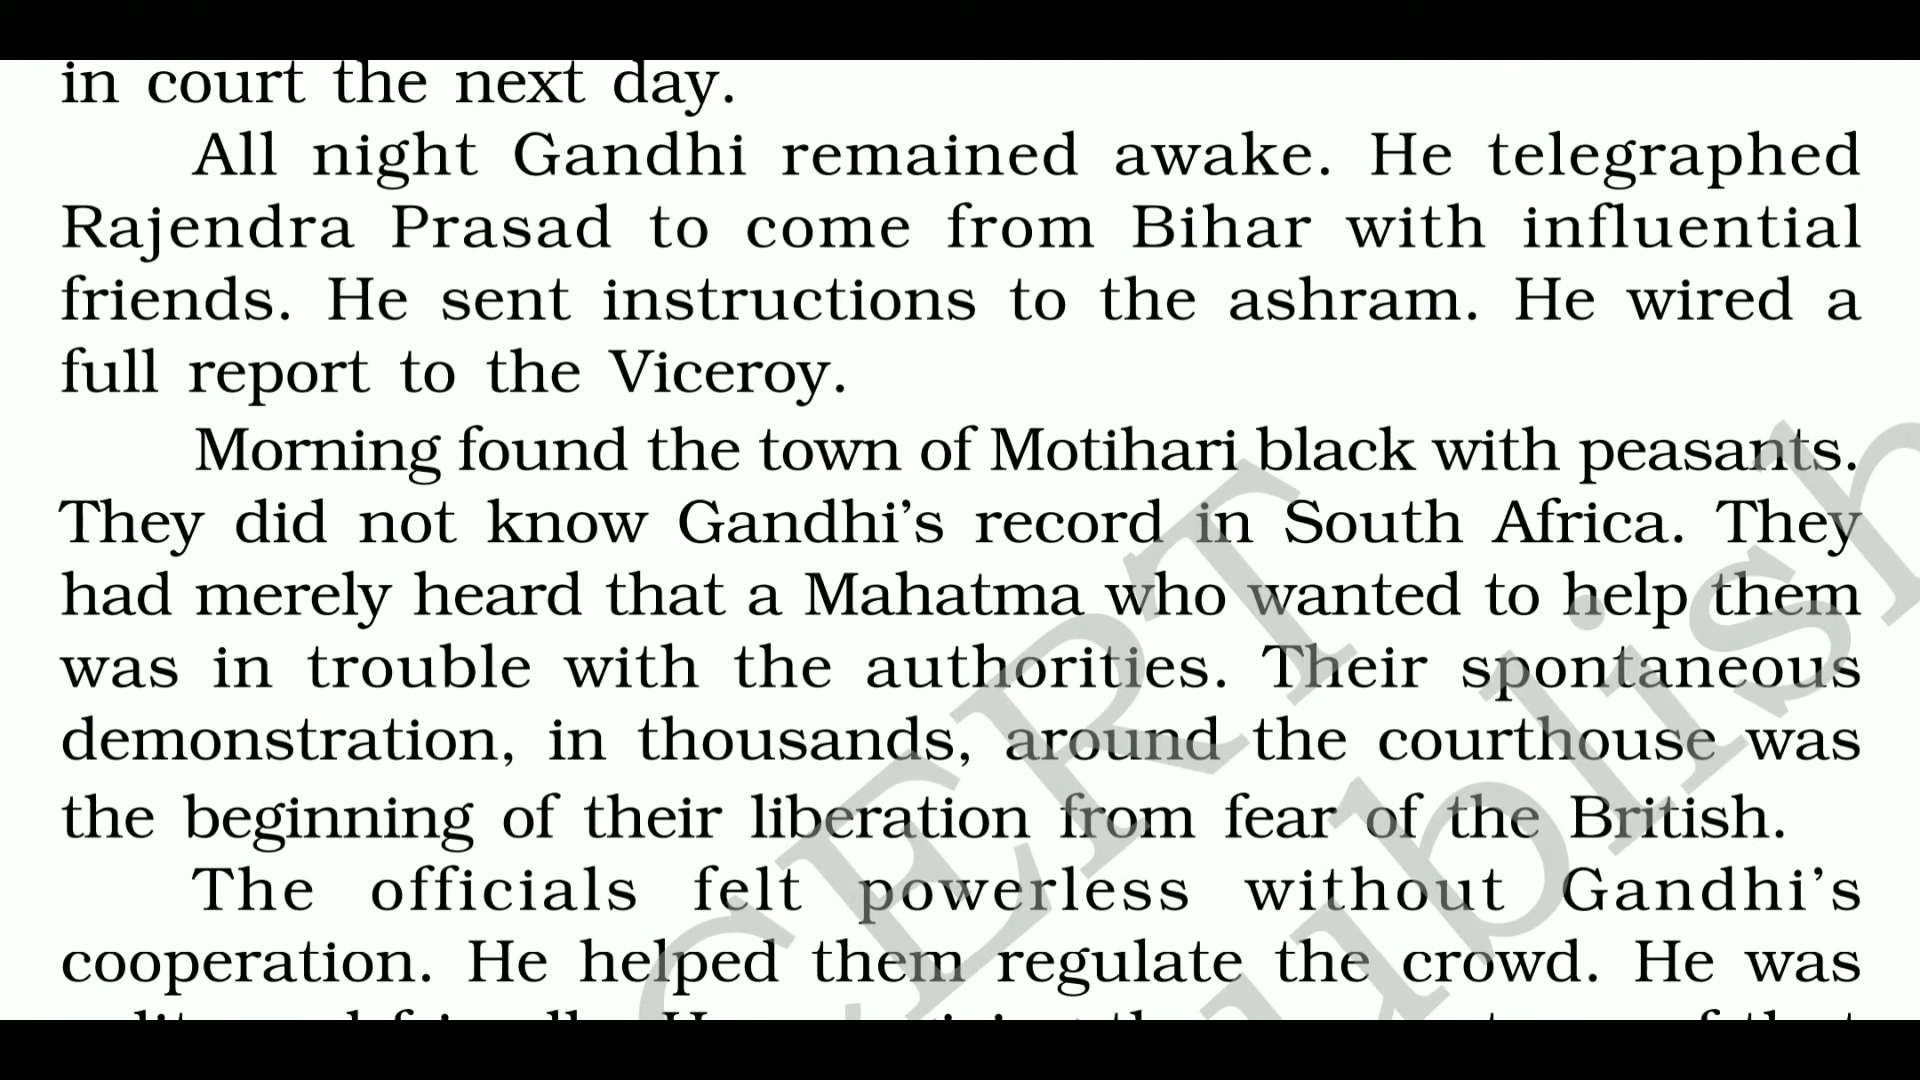 in court the next day.
All night Gandhi remained awake. He telegraphed
Rajendra Prasad to come from Bihar with influential
friends. He sent instructions to the ashram. He wired a
full report to the Viceroy.
Morning found the town of Motihari black with peasants.
They did not know Gandhi's record in South Africa. They
had merely heard that a Mahatma who wanted to help them
was in trouble with the authorities. Their spontaneous
demonstration, in thousands, around the courthouse was
the beginning of their liberation from fear of the British.
The officials felt powerless without Gandhi's
cooperation. He helped them regulate the crowd. He was